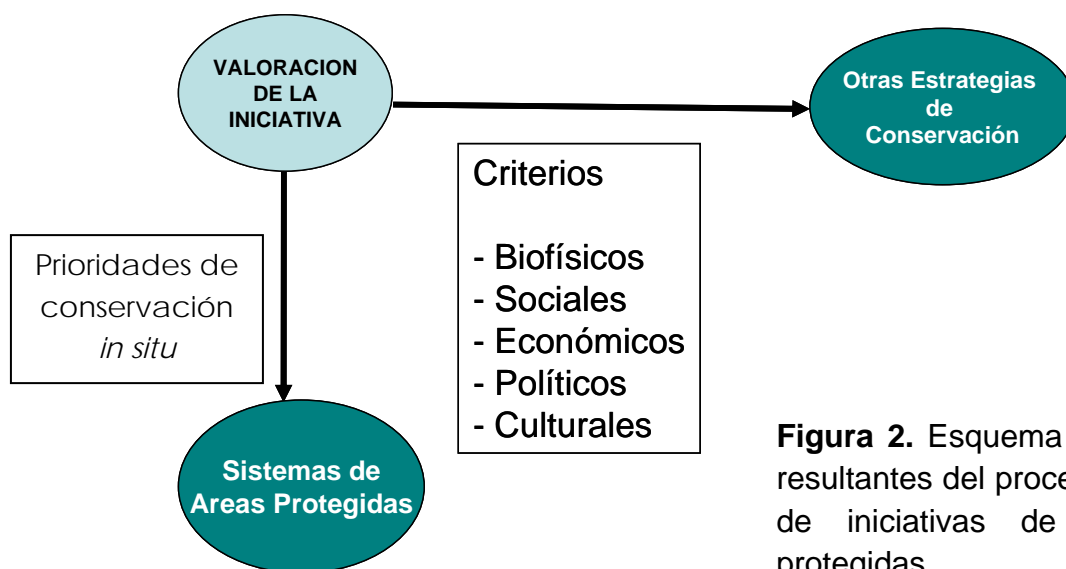 VALORACION
DE LA
INICIATIVA
Otras Estrategias
de
Conservación
Criterios
- Biofísicos
- Sociales
- Económicos
- Políticos
- Culturales
Prioridades de
conservación
in situ
Sistemas de
Areas Protegidas
Figura 2. Esquema
resultantes del proce
de iniciativas de
protegidas